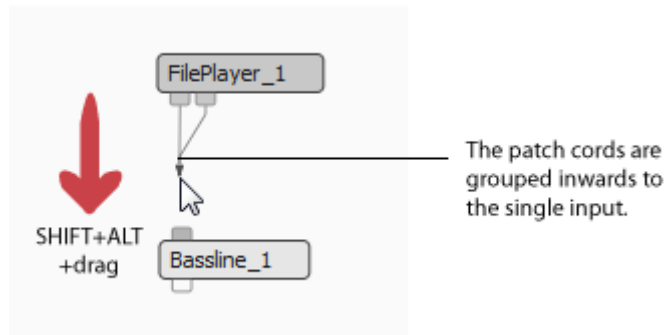 FilePlayer_1
The patch cords are
grouped inwards to
the single input.
SHIFT+ALT
+drag
Bassline_1